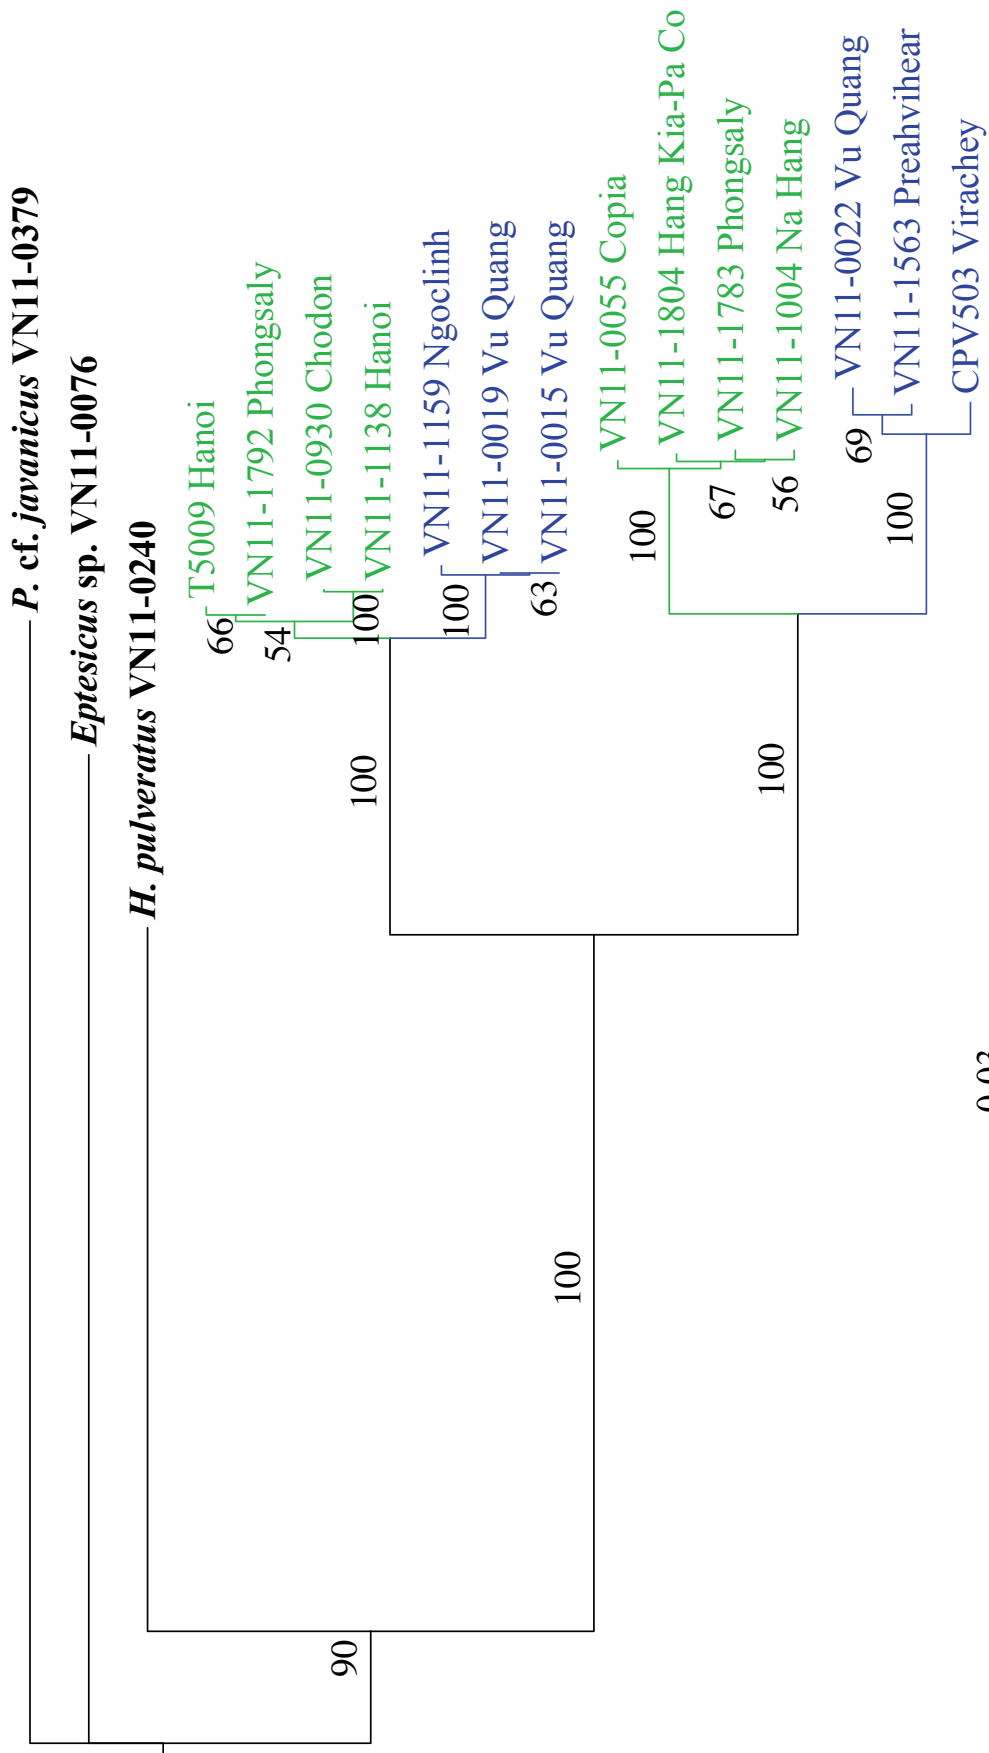 P. cf. javanicus VN11-0379
Eptesicus sp. VN11-0076
H. pulveratus VN11-0240
T5009 Hanoi
66
VN11-1792 Phongsaly
54
VN11-0930 Chodon
100
VN11-1138 Hanoi
100
VN11-1159 Ngoclinh
100
VN11-0019 Vu Quang
63
VN11-0015 Vu Quang
90
100
VN11-0055 Copia
100
VN11-1804 Hang Kia-Pa Co
67
VN11-1783 Phongsaly
56
VN11-1004 Na Hang
100
VN11-0022 Vu Quang
69
VN11-1563 Preahvihear
100
CPV503 Virachey
0.03